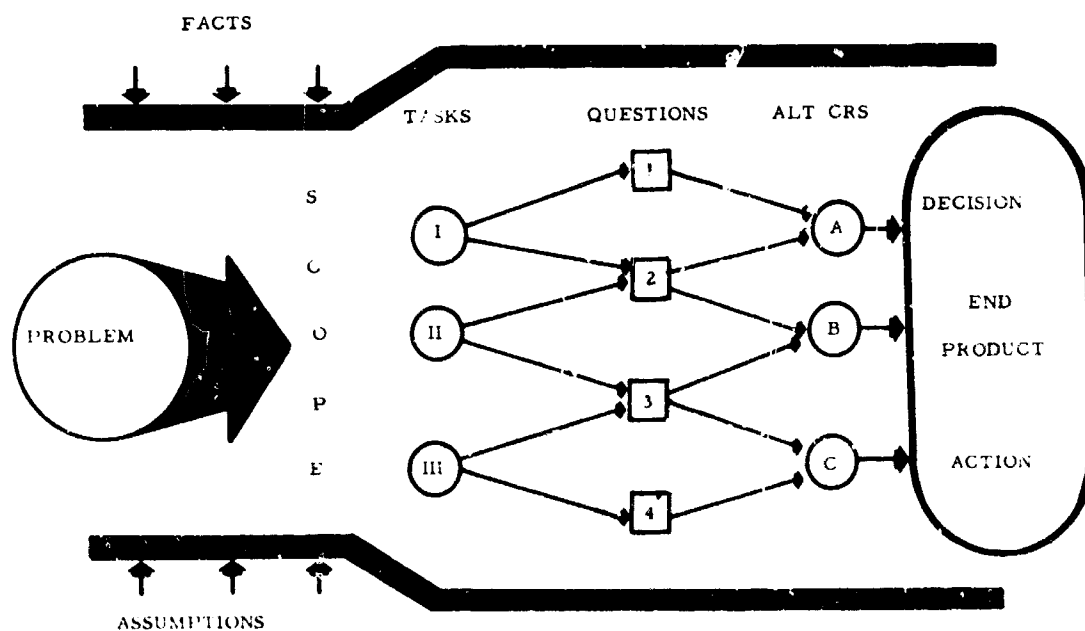 FACTS
TASKS
QUESTIONS
ALT CRS
S
C
O
P
E
PROBLEM
I
II
III
1
2
3
4
A
B
C
DECISION
END
PRODUCT
ACTION
ASSUMPTIONS